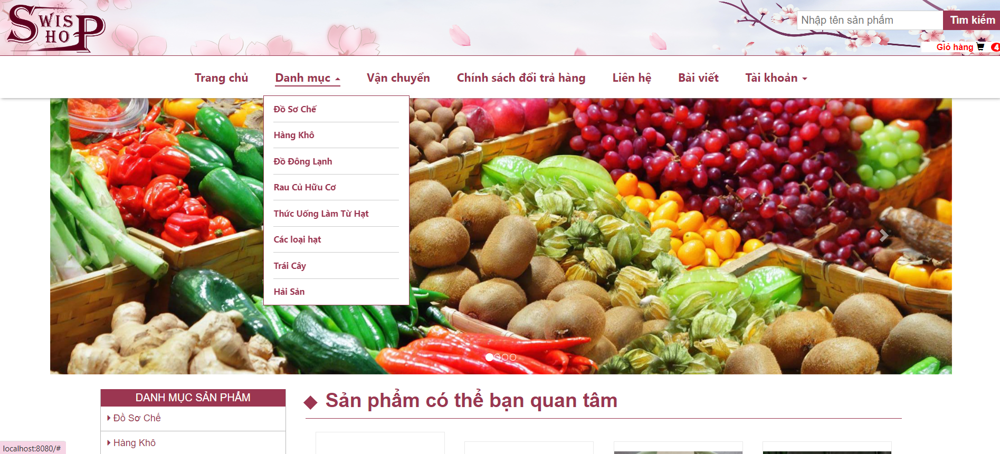 SWIS
SHOP
Nhập tên sản phẩm
Tìm kiếm
Giỏ hàng 4
Trang chủ
Danh mục
Vận chuyển
Chính sách đổi trả hàng
Liên hệ
Bài viết
Tài khoản
Đồ Sơ Chế
Hàng Khô
Đồ Đông Lạnh
Rau Củ Hữu Cơ
Thức Uống Làm Từ Hạt
Các loại hạt
Trái Cây
Hải Sản
DANH MỤC SẢN PHẨM
Đồ Sơ Chế
Hàng Khô
Sản phẩm có thể bạn quan tâm
localhost:8080/#